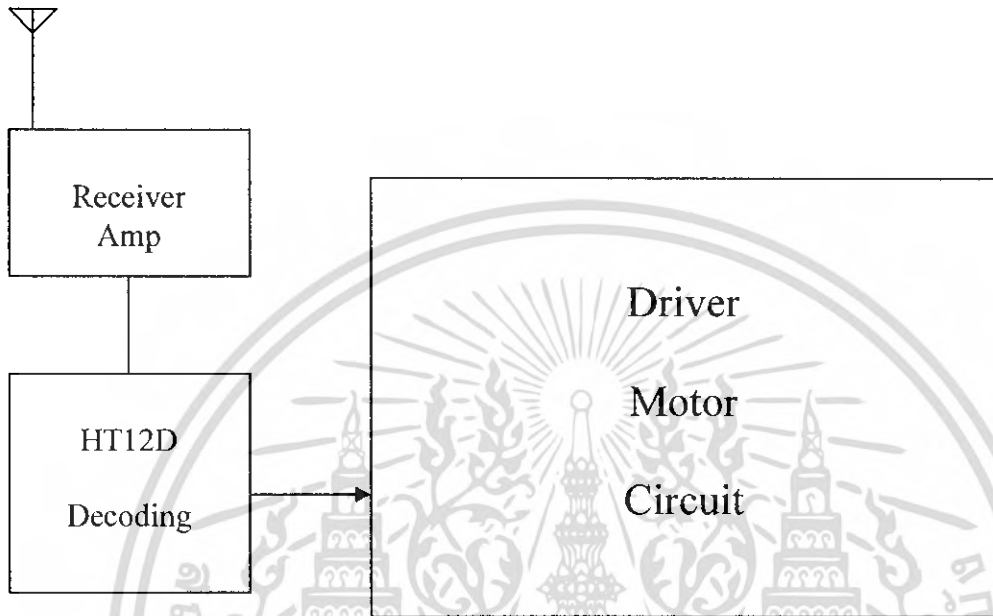 Receiver
Amp
HT12D
Decoding
Driver
Motor
Circuit